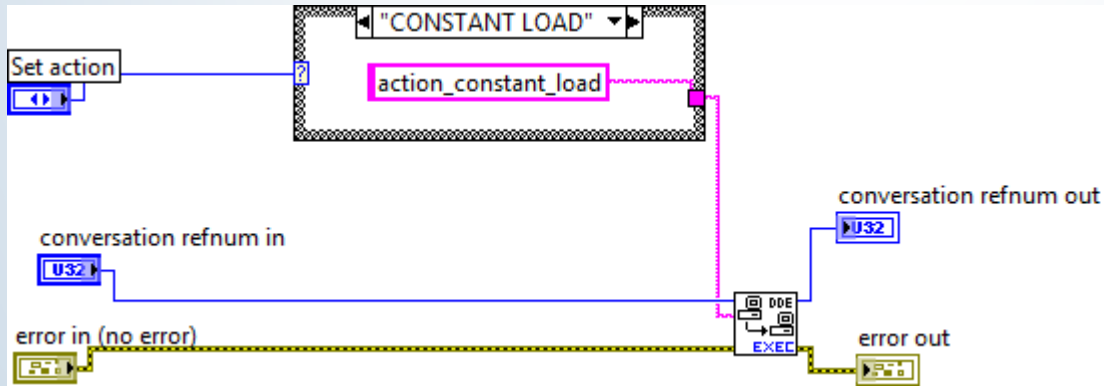 "CONSTANT LOAD"
Set action
?
action_constant_load
conversation refnum out
U32
conversation refnum in
U32
DDE
EXEC
error in (no error)
error out